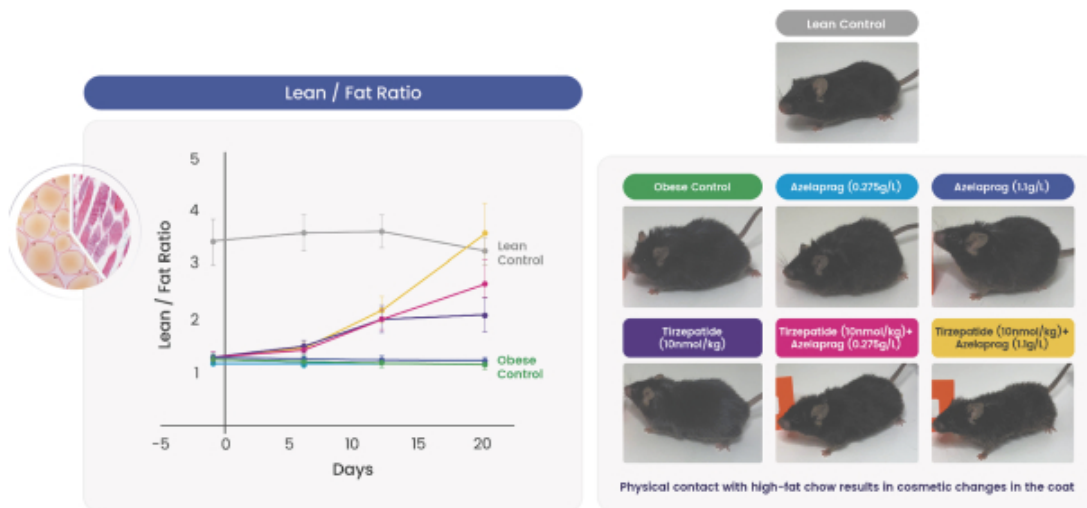 Lean Control
Lean / Fat Ratio
Lean / Fat Ratio
5
4
3
2
1
-5
0
5
10
15
20
Days
Lean
Control
Obese
Control
Obese Control
Azelaprag (0.275g/L)
Azelaprag (1.1g/L)
Tirzepatide
(10nmol/kg)
Tirzepatide (10nmol/kg)+
Azelaprag (0.275g/L)
Tirzepatide (10nmol/kg)+
Azelaprag (1.1g/L)
Physical contact with high-fat chow results in cosmetic changes in the coat